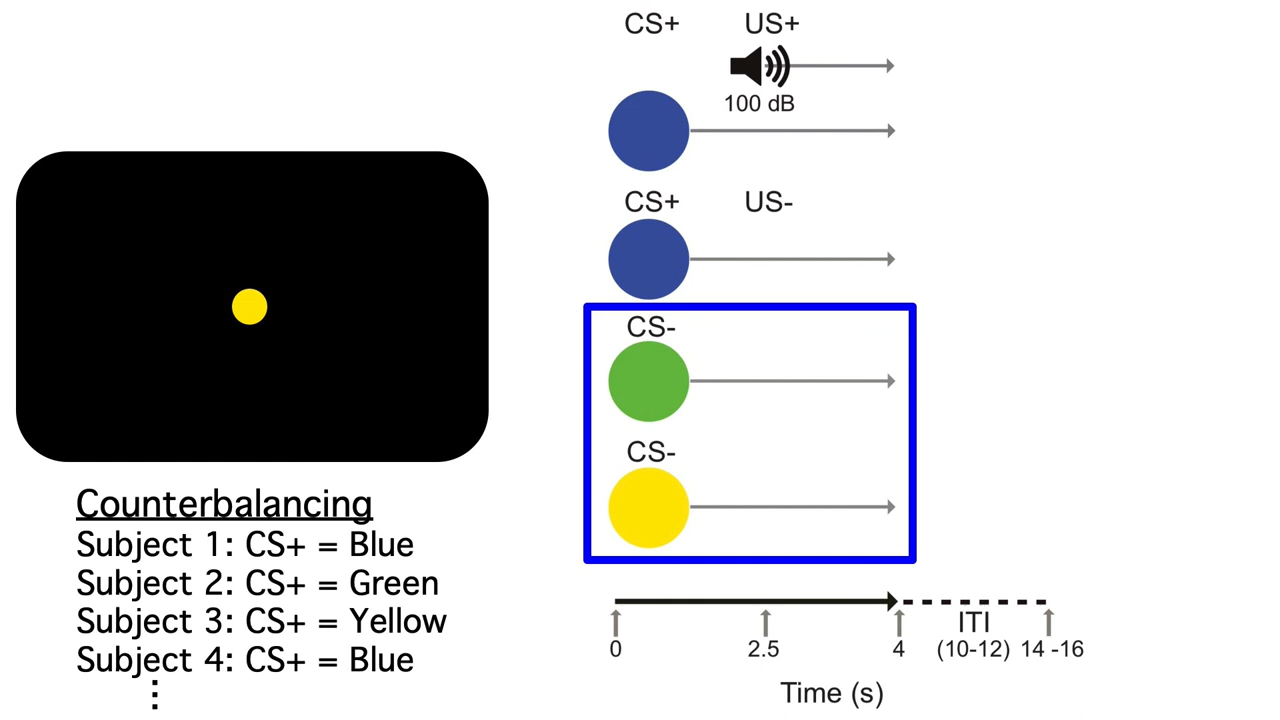 CS+ US+
100 dB
CS+ US-
CS-
CS-
Counterbalancing
Subject 1: CS+ = Blue
Subject 2: CS+ = Green
Subject 3: CS+ = Yellow
Subject 4: CS+ = Blue
⋮
ITI
0 2.5 4 (10-12) 14 -16
Time (s)